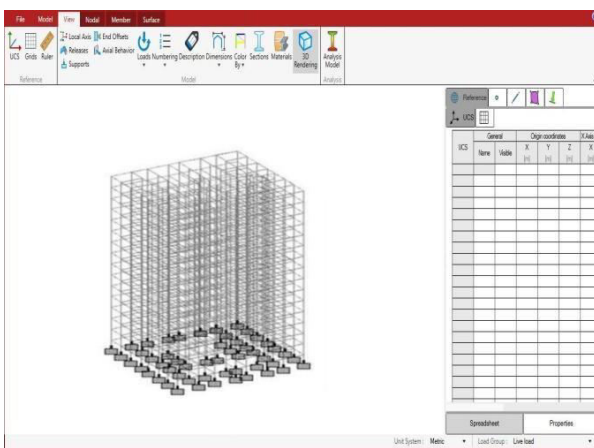 File Model View Nodal Member Surface
Local Axis End Offsets
Releases Axial Behavior
Supports
UCS Grids Ruler Loads Numbering Description Dimensions Color By Sections Materials 3D Rendering Analysis Model
Reference Model Analysis
Reference
UCS
General Origin coordinates X Axis
UCS Name Visible X Y Z X
[m] [m] [m]
Spreadsheet Properties
Unit System : Metric Load Group : Live load